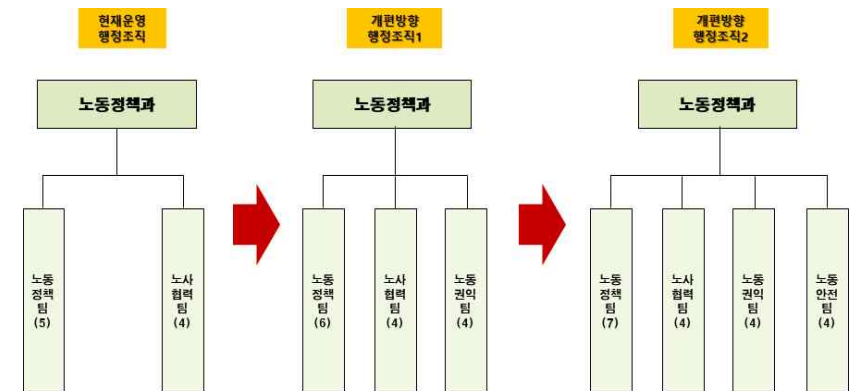 현재운영
행정조직
개편방향
행정조직1
개편방향
행정조직2
노동정책과
노동정책과
노동정책과
노동
정책
팀
(5)
노사
협력
팀
(4)
노동
정책
팀
(6)
노사
협력
팀
(4)
노동
권익
팀
(4)
노동
정책
팀
(7)
노사
협력
팀
(4)
노동
권익
팀
(4)
노동
안전
팀
(4)